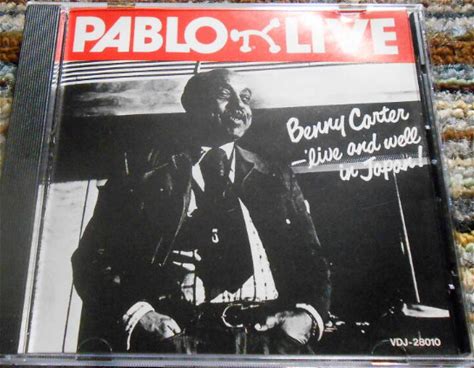 PABLO LIVE
Benny Carter
– 'live and well
in Japan!
VDJ-28010